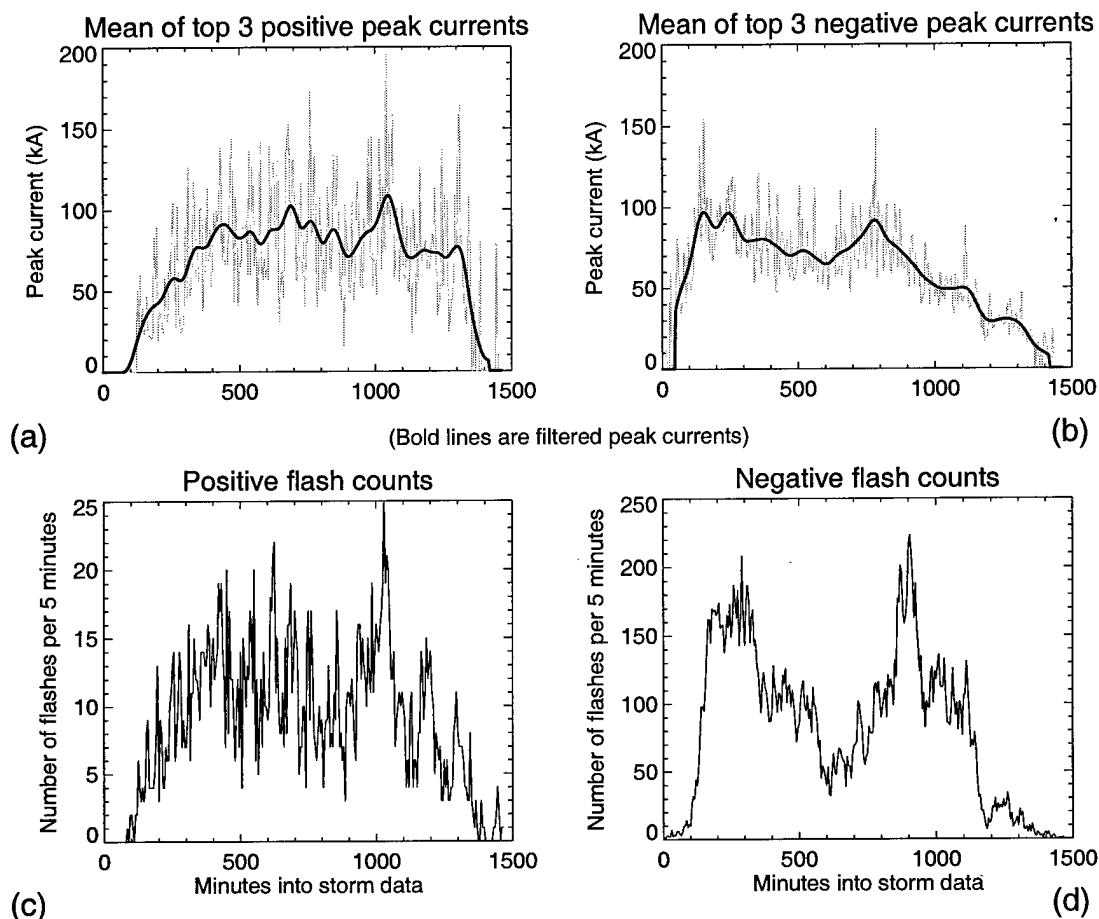 Mean of top 3 positive peak currents
200
150
100
50
0
Peak current (kA)
0 500 1000 1500
(a)
Mean of top 3 negative peak currents
200
150
100
50
0
Peak current (kA)
0 500 1000 1500
(b)
(Bold lines are filtered peak currents)
Positive flash counts
25
20
15
10
5
0
Number of flashes per 5 minutes
0 500 1000 1500
Minutes into storm data
(c)
Negative flash counts
250
200
150
100
50
0
Number of flashes per 5 minutes
0 500 1000 1500
Minutes into storm data
(d)